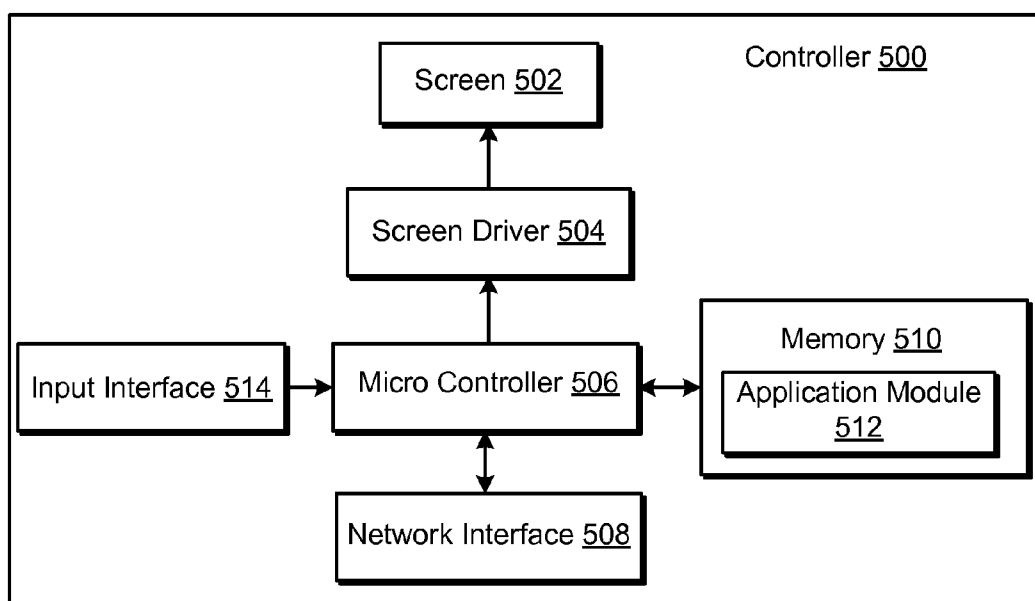 Controller 500
Screen 502
Screen Driver 504
Input Interface 514
Micro Controller 506
Memory 510
Application Module
512
Network Interface 508